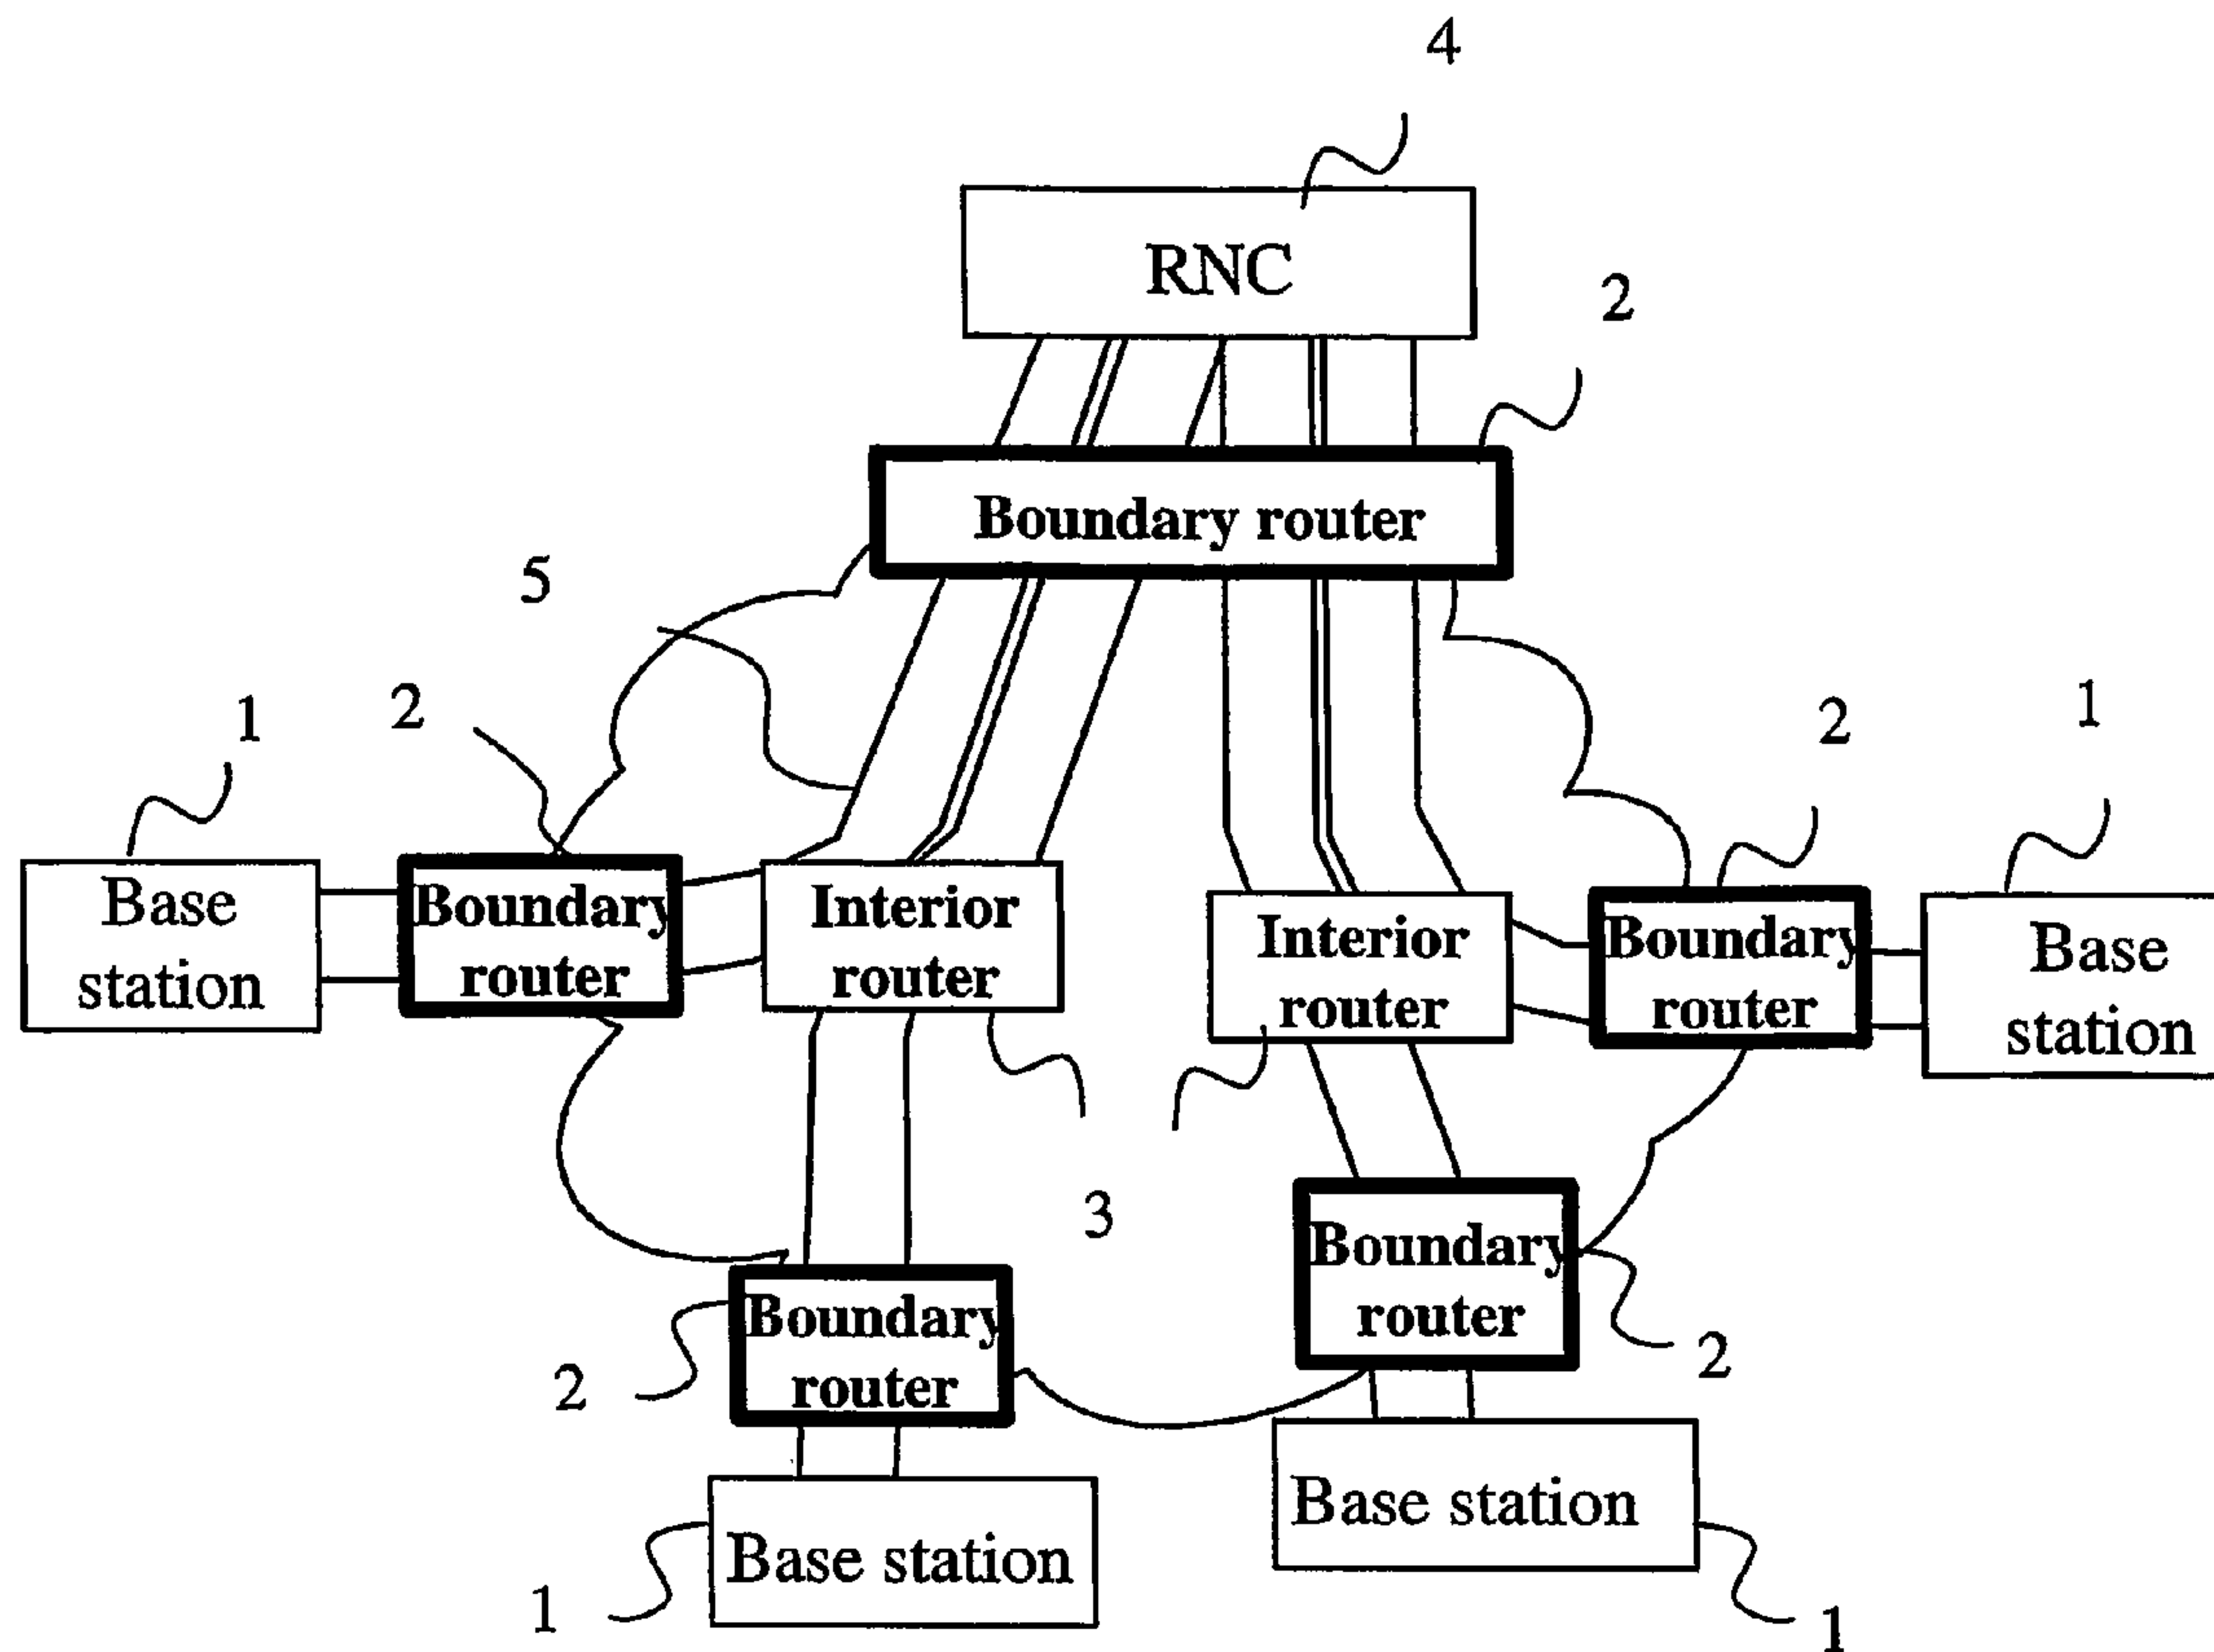 4
RNC
2
Boundary router
5
1
2
2
1
Base
station
Boundary
router
Interior
router
Interior
router
Boundary
router
Base
station
3
Boundary
router
2
Boundary
router
2
Base station
Base station
1
1